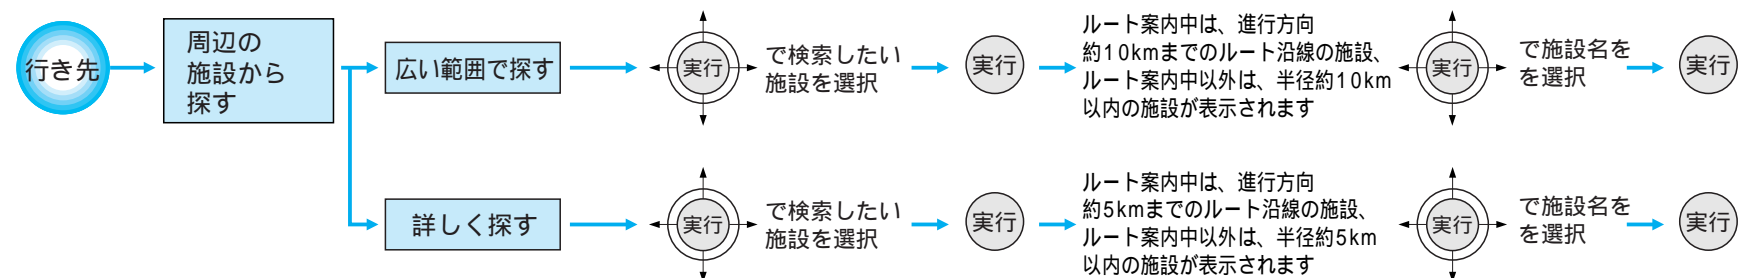 行き先
周辺の
施設から
探す
広い範囲で探す
実行
で検索したい
施設を選択
実行
ルート案内中は、進行方向
約10kmまでのルート沿線の施設、
ルート案内中以外は、半径約10km
以内の施設が表示されます
実行
で施設名を
を選択
実行
詳しく探す
実行
で検索したい
施設を選択
実行
ルート案内中は、進行方向
約5kmまでのルート沿線の施設、
ルート案内中以外は、半径約5km
以内の施設が表示されます
実行
で施設名を
を選択
実行